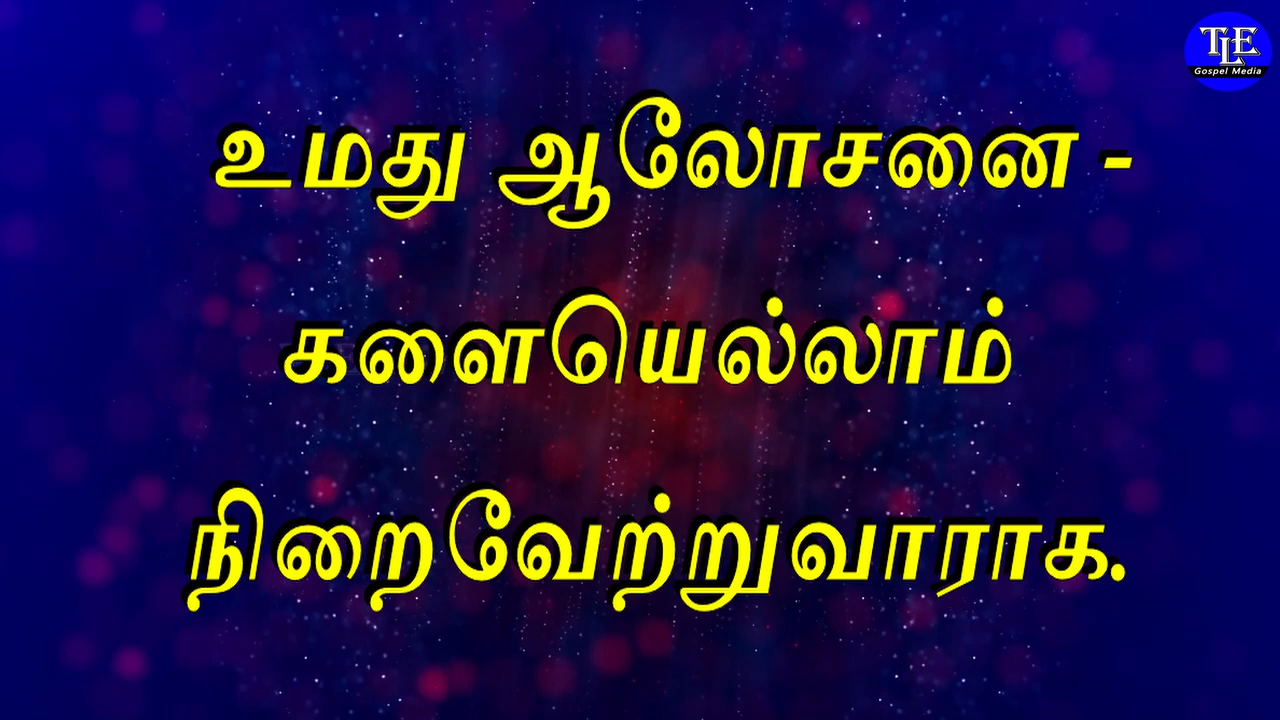 TLE
Gospel Media
உமது ஆலோசனை -
களையெல்லாம்
நிறைவேற்றுவாராக.